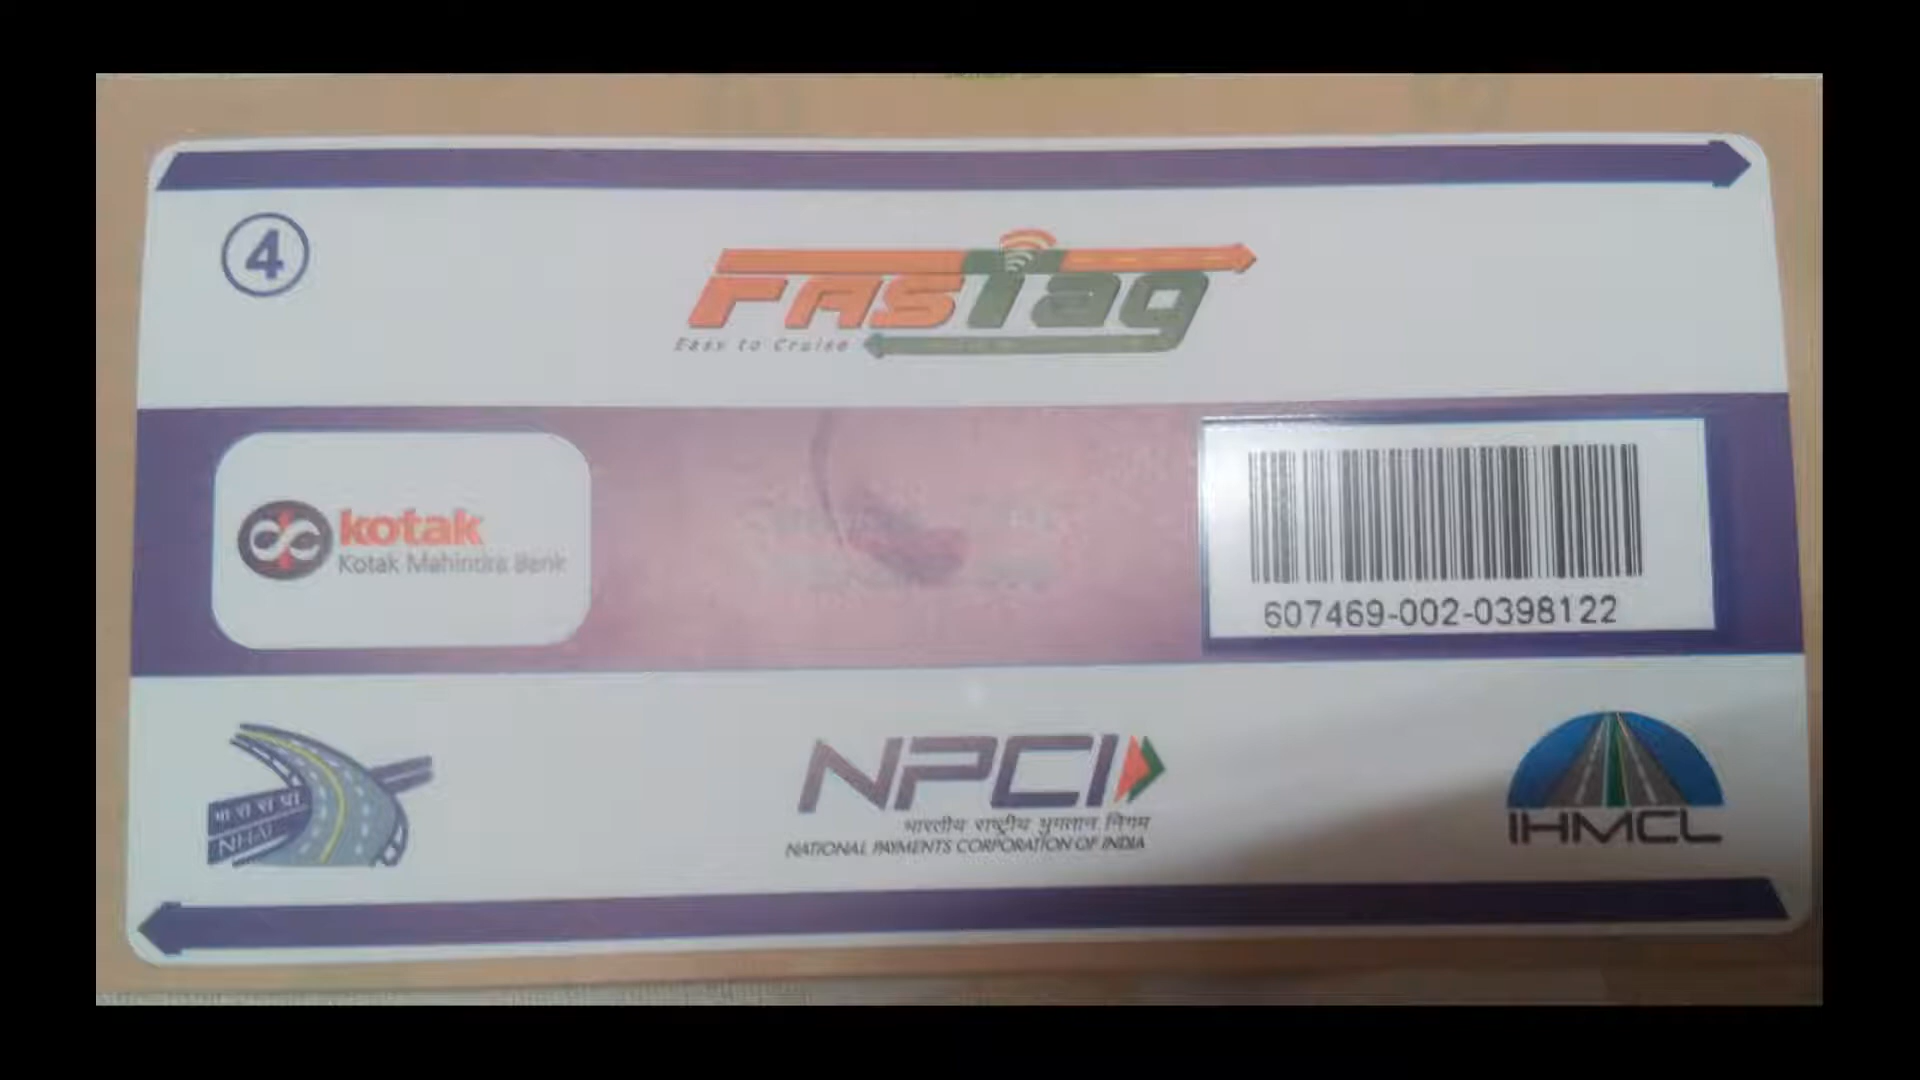 4
FASTag
Easy to Cruise
kotak
Kotak Mahindra Bank
607469-002-0398122
भा रा रा रा प्रा
NHAI
NPCI
भारतीय राष्ट्रीय भुगतान निगम
NATIONAL PAYMENTS CORPORATION OF INDIA
IHMCL